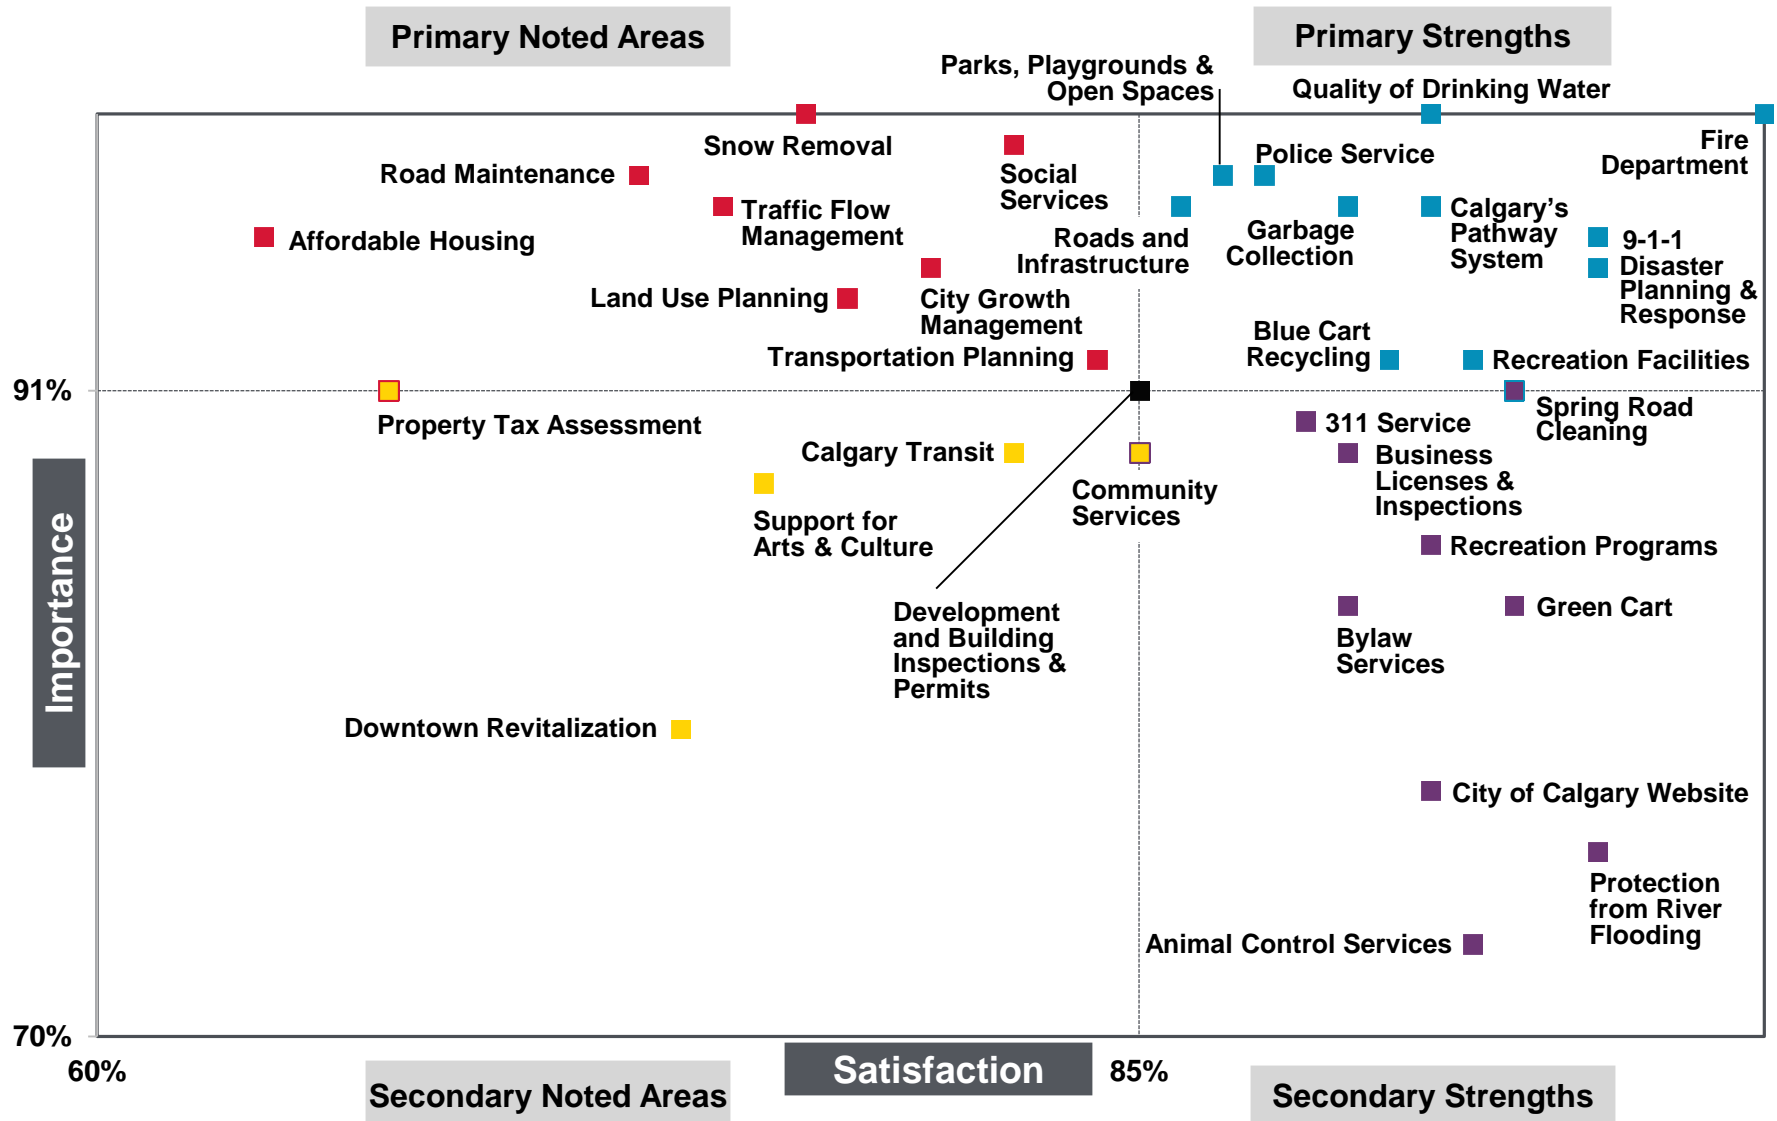 Primary Noted Areas
Primary Strengths
Parks, Playgrounds &
Open Spaces
Quality of Drinking Water
Snow Removal
Fire
Department
Police Service
Road Maintenance
Social
Services
Traffic Flow
Management
Calgary’s
Pathway
System
Roads and
Infrastructure
Garbage
Collection
Affordable Housing
9-1-1
Disaster
Planning &
Response
Land Use Planning
City Growth
Management
Blue Cart
Recycling
Transportation Planning
Recreation Facilities
91%
Property Tax Assessment
Spring Road
Cleaning
311 Service
Calgary Transit
Business
Licenses &
Inspections
Community
Services
Support for
Arts & Culture
Recreation Programs
Development
and Building
Inspections &
Permits
Green Cart
Bylaw
Services
Importance
Downtown Revitalization
City of Calgary Website
Protection
from River
Flooding
Animal Control Services
70%
60%
Satisfaction
85%
Secondary Noted Areas
Secondary Strengths